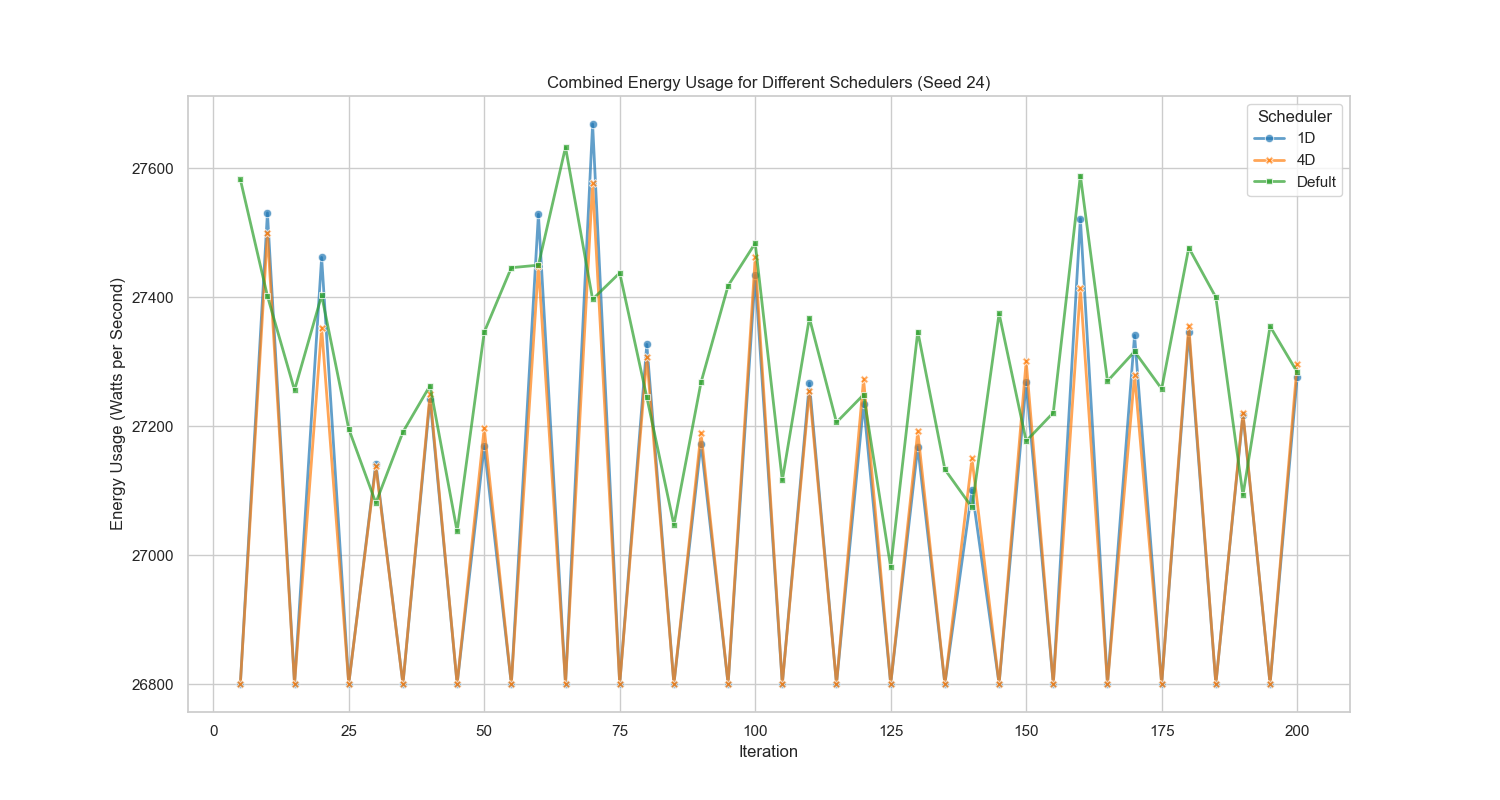 Combined Energy Usage for Different Schedulers (Seed 24)
Scheduler
1D
4D
Defult
27600
27400
27200
27000
26800
Energy Usage (Watts per Second)
0 25 50 75 100 125 150 175 200
Iteration